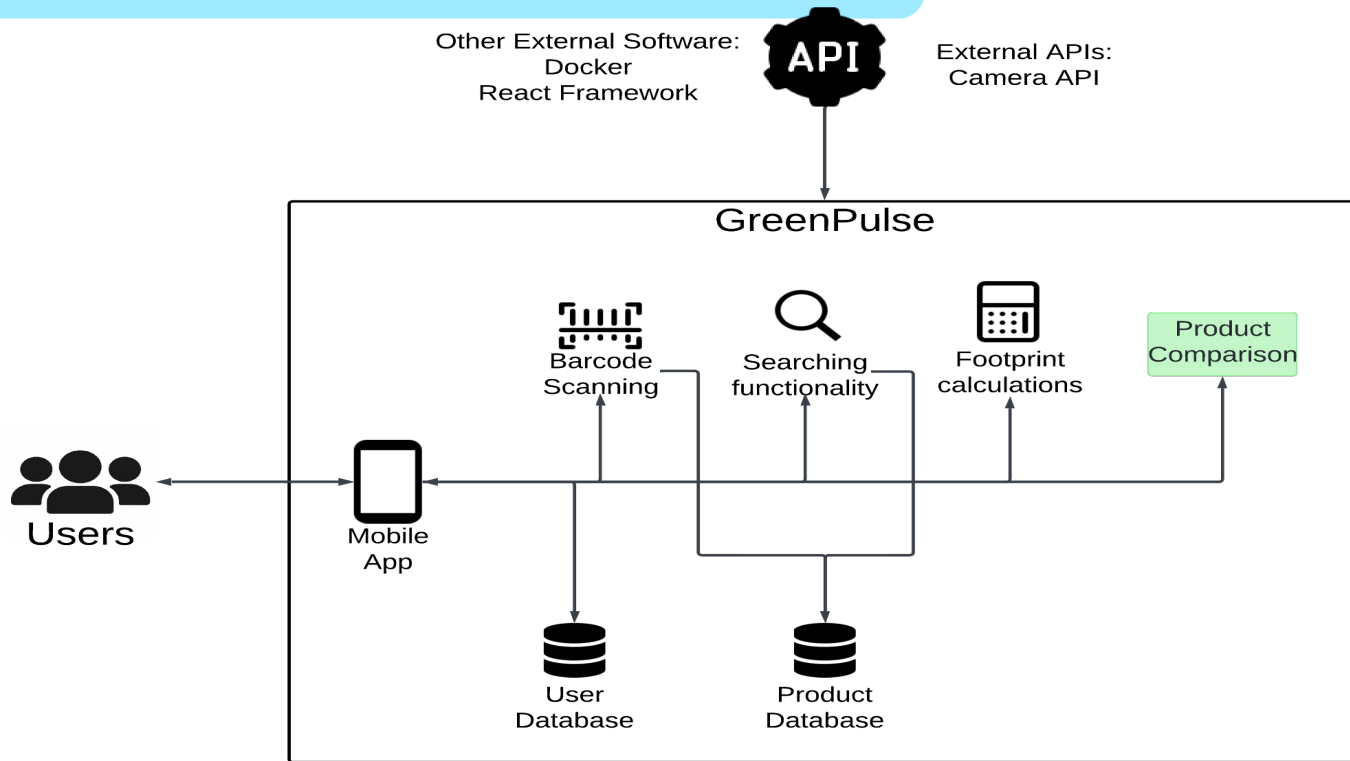 Other External Software:
Docker
React Framework
API
External APIs:
Camera API
GreenPulse
Barcode
Scanning
Searching
functionality
Footprint
calculations
Product
Comparison
Users
Mobile
App
User
Database
Product
Database